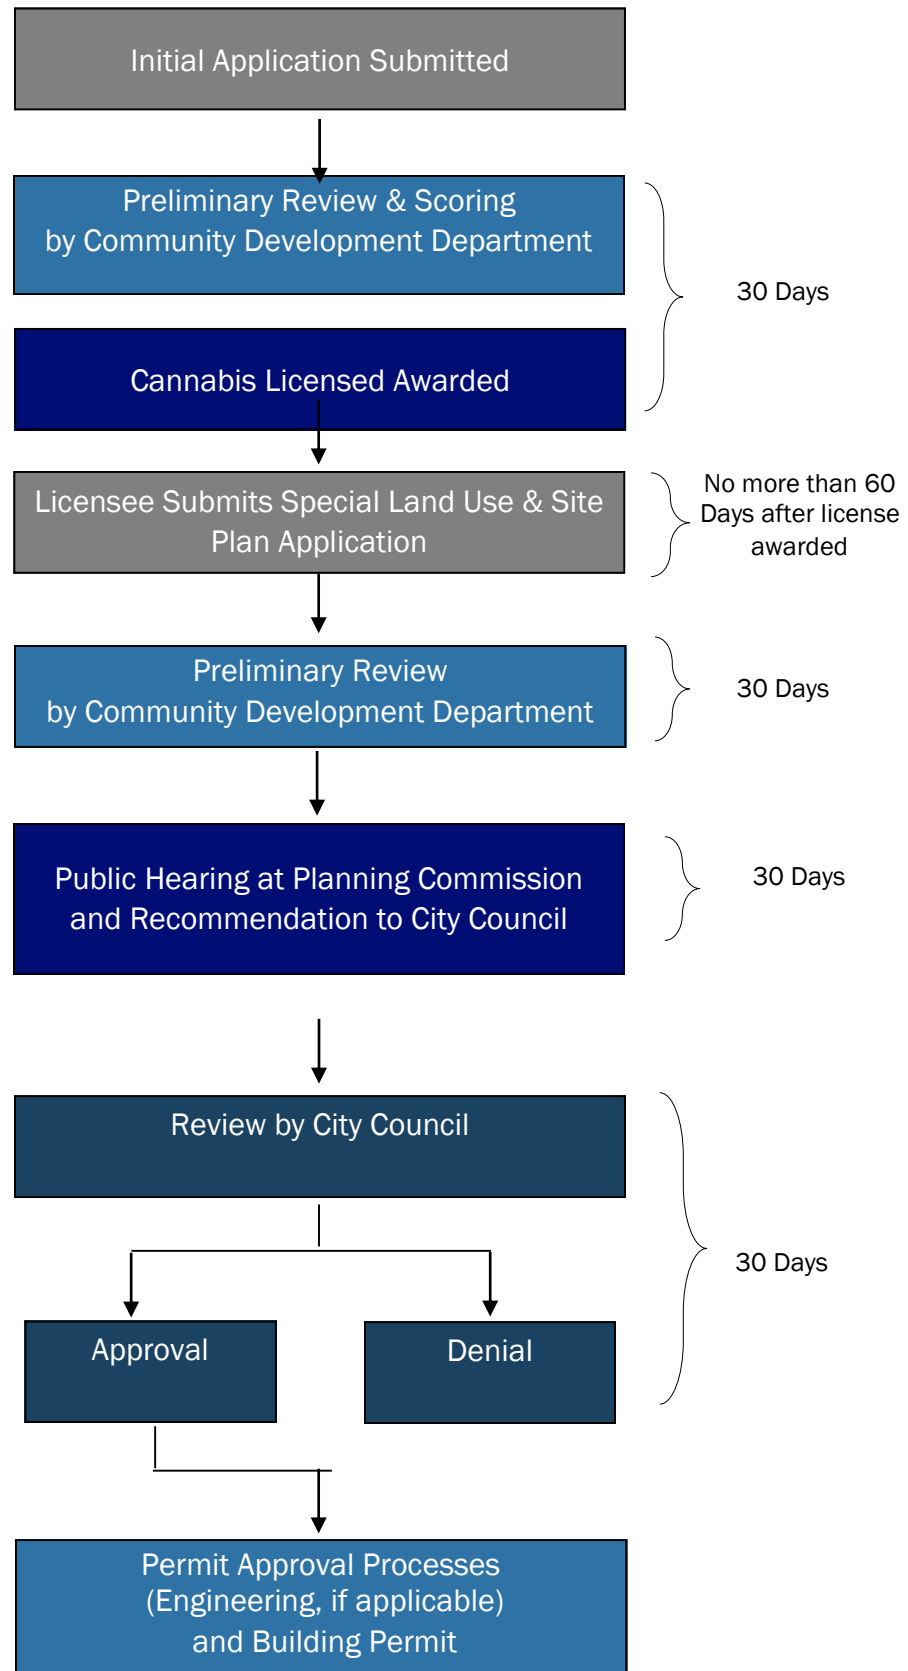 Initial Application Submitted
Preliminary Review & Scoring
by Community Development Department
30 Days
Cannabis Licensed Awarded
Licensee Submits Special Land Use & Site
Plan Application
No more than 60
Days after license
awarded
Preliminary Review
by Community Development Department
30 Days
Public Hearing at Planning Commission
and Recommendation to City Council
30 Days
Review by City Council
30 Days
Approval
Denial
Permit Approval Processes
(Engineering, if applicable)
and Building Permit